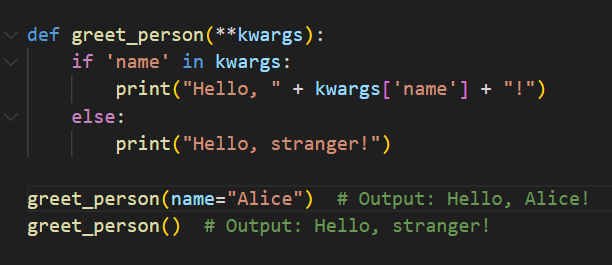 def greet_person(**kwargs):
    if 'name' in kwargs:
        print("Hello, " + kwargs['name'] + "!")
    else:
        print("Hello, stranger!")

greet_person(name="Alice")  # Output: Hello, Alice!
greet_person()  # Output: Hello, stranger!